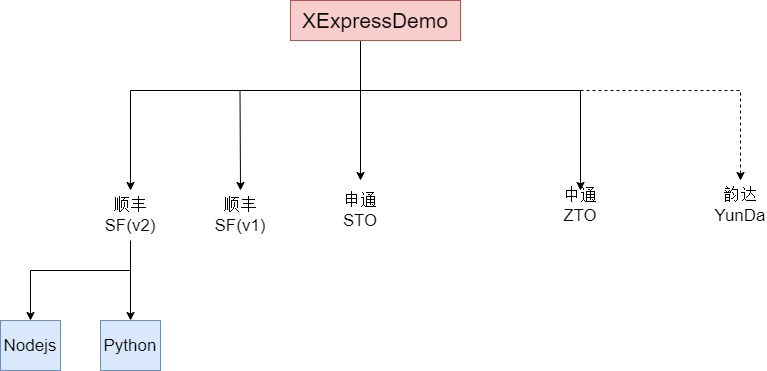 XExpressDemo
顺丰
SF(v2)
顺丰
SF(v1)
申通
STO
中通
ZTO
韵达
YunDa
Nodejs
Python